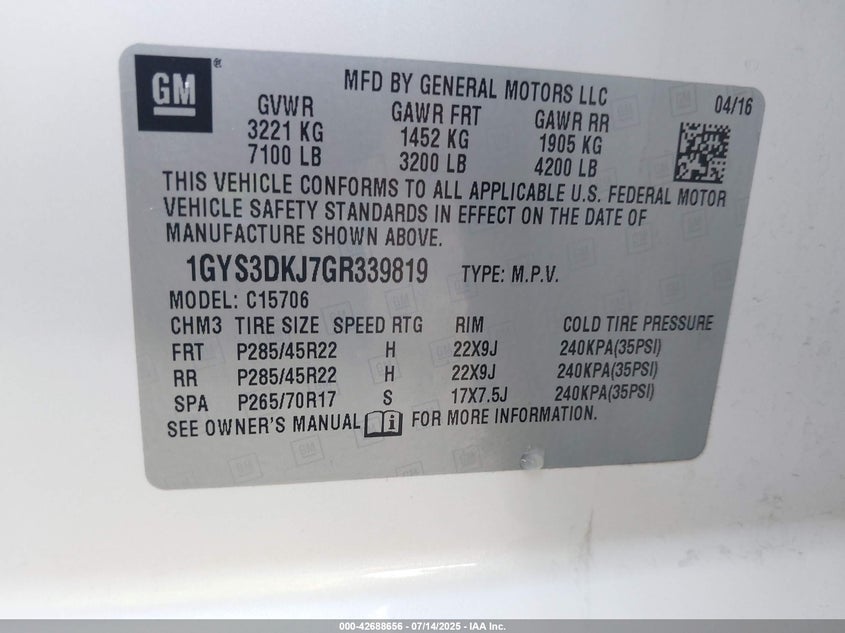 GM®
MFD BY GENERAL MOTORS LLC
04/16
GVWR GAWR FRT GAWR RR
3221 KG 1452 KG 1905 KG
7100 LB 3200 LB 4200 LB
THIS VEHICLE CONFORMS TO ALL APPLICABLE U.S. FEDERAL MOTOR
VEHICLE SAFETY STANDARDS IN EFFECT ON THE DATE OF
MANUFACTURE SHOWN ABOVE.
1GYS3DKJ7GR339819 TYPE: M.P.V.
MODEL: C15706
CHM3 TIRE SIZE SPEED RTG RIM COLD TIRE PRESSURE
FRT P285/45R22 H 22X9J 240KPA(35PSI)
RR P285/45R22 H 22X9J 240KPA(35PSI)
SPA P265/70R17 S 17X7.5J 240KPA(35PSI)
SEE OWNER'S MANUAL i FOR MORE INFORMATION.
000-42688656 - 07/14/2025 - IAA Inc.